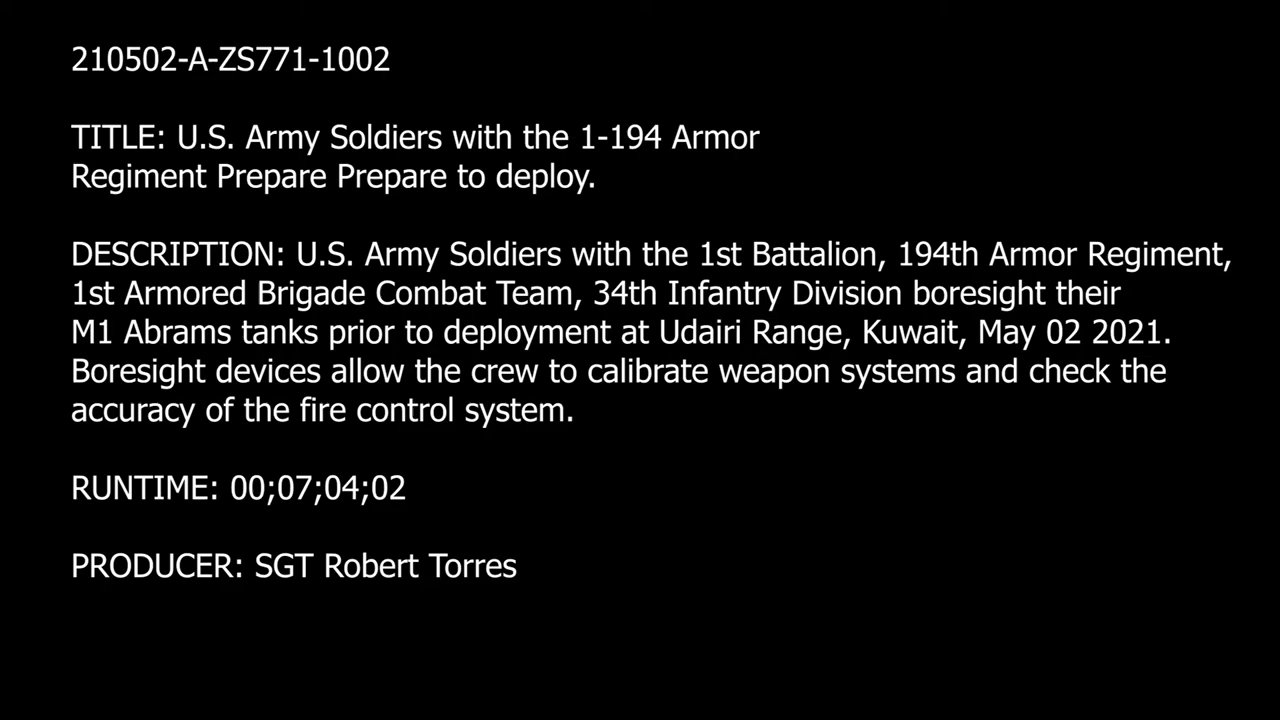 210502-A-ZS771-1002
TITLE: U.S. Army Soldiers with the 1-194 Armor
Regiment Prepare Prepare to deploy.
DESCRIPTION: U.S. Army Soldiers with the 1st Battalion, 194th Armor Regiment,
1st Armored Brigade Combat Team, 34th Infantry Division boresight their
M1 Abrams tanks prior to deployment at Udairi Range, Kuwait, May 02 2021.
Boresight devices allow the crew to calibrate weapon systems and check the
accuracy of the fire control system.
RUNTIME: 00;07;04;02
PRODUCER: SGT Robert Torres